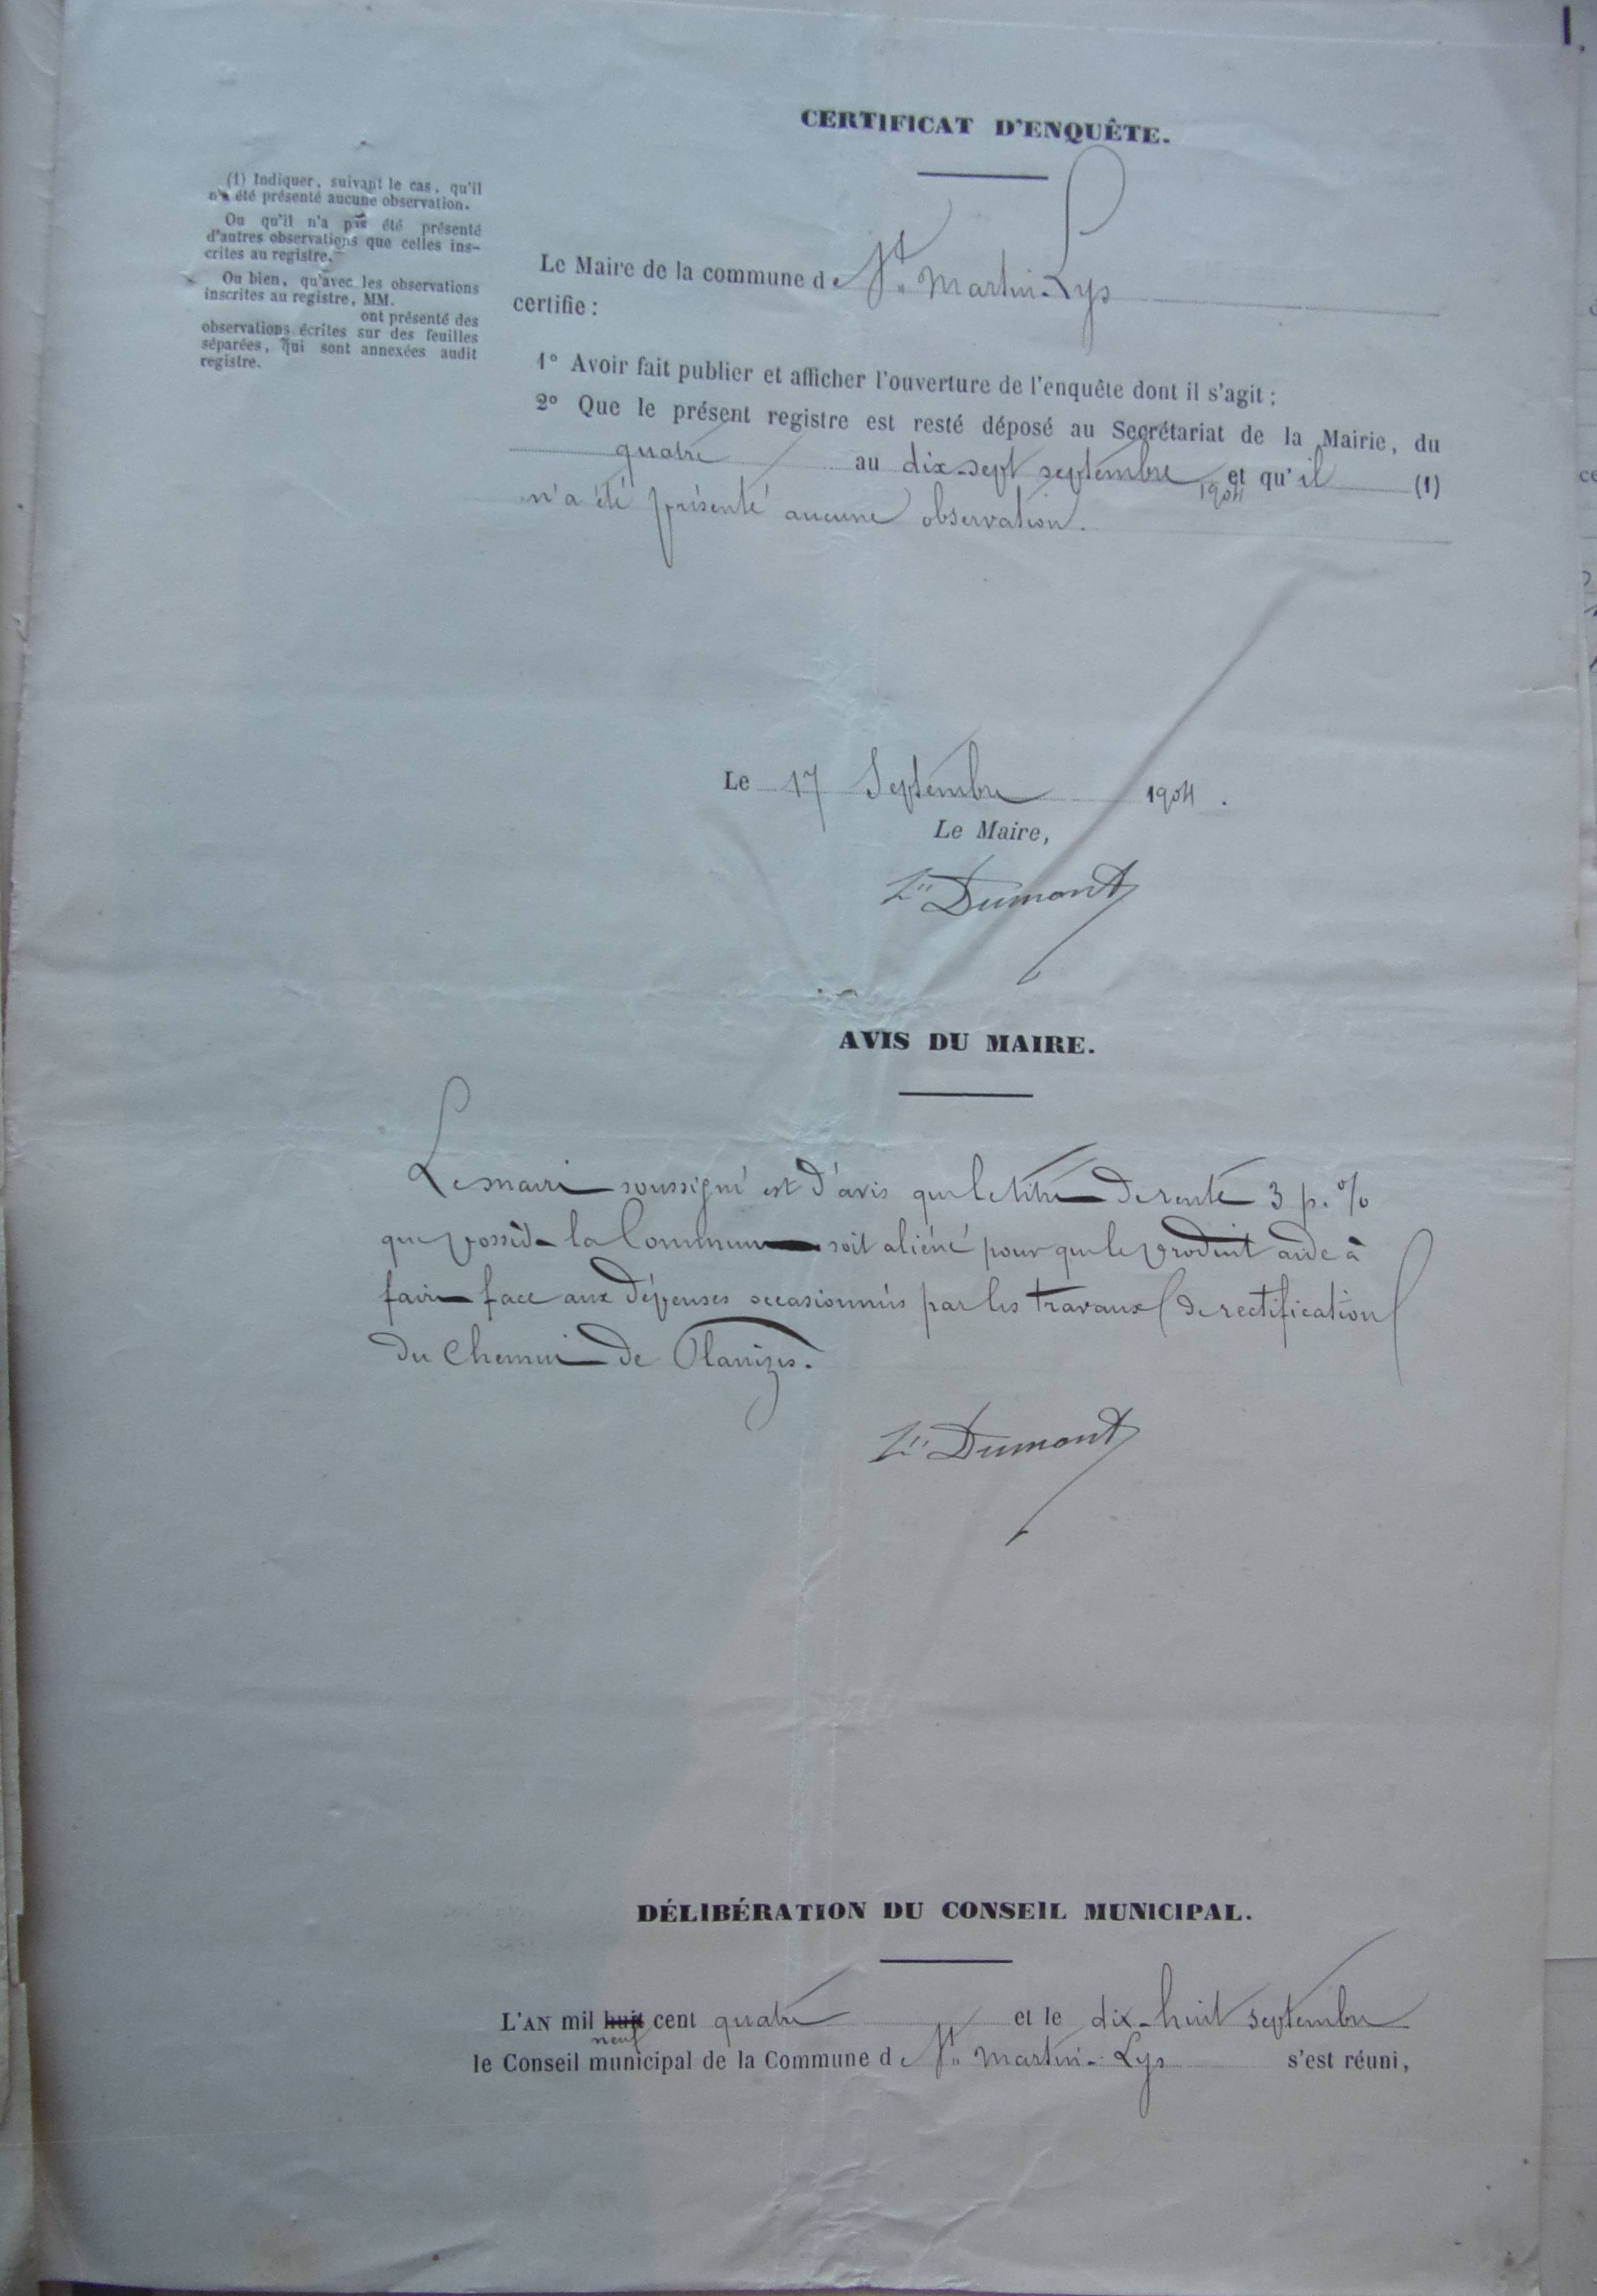 CERTIFICAT D'ENQUÊTE.
(1) Indiquer, suivant le cas, qu'il
n'a été présenté aucune observation.
Ou qu'il n'a pas été présenté
d'autres observations que celles ins-
crites au registre.
Ou bien, qu'avec les observations
inscrites au registre, MM.
ont présenté des
observations écrites sur des feuilles
séparées, qui sont annexées audit
registre.
Le Maire de la commune de St Martin-Lys
certifie :
1° Avoir fait publier et afficher l'ouverture de l'enquête dont il s'agit ;
2° Que le présent registre est resté déposé au Secrétariat de la Mairie, du
quatre au dix-sept septembre 1904 et qu'il (1)
n'a été présenté aucune observation.
Le 17 Septembre 1904.
Le Maire,
Dumont
AVIS DU MAIRE.
Le maire soussigné est d'avis que le titre de rente 3 p. %
que possède la Commune soit aliéné pour que le produit aide à
faire face aux dépenses occasionnées par les travaux de rectification
du Chemin de Planèzes.
Dumont
DÉLIBÉRATION DU CONSEIL MUNICIPAL.
L'AN mil huit neuf cent quatre et le dix-huit septembre
le Conseil municipal de la Commune de St Martin-Lys s'est réuni,